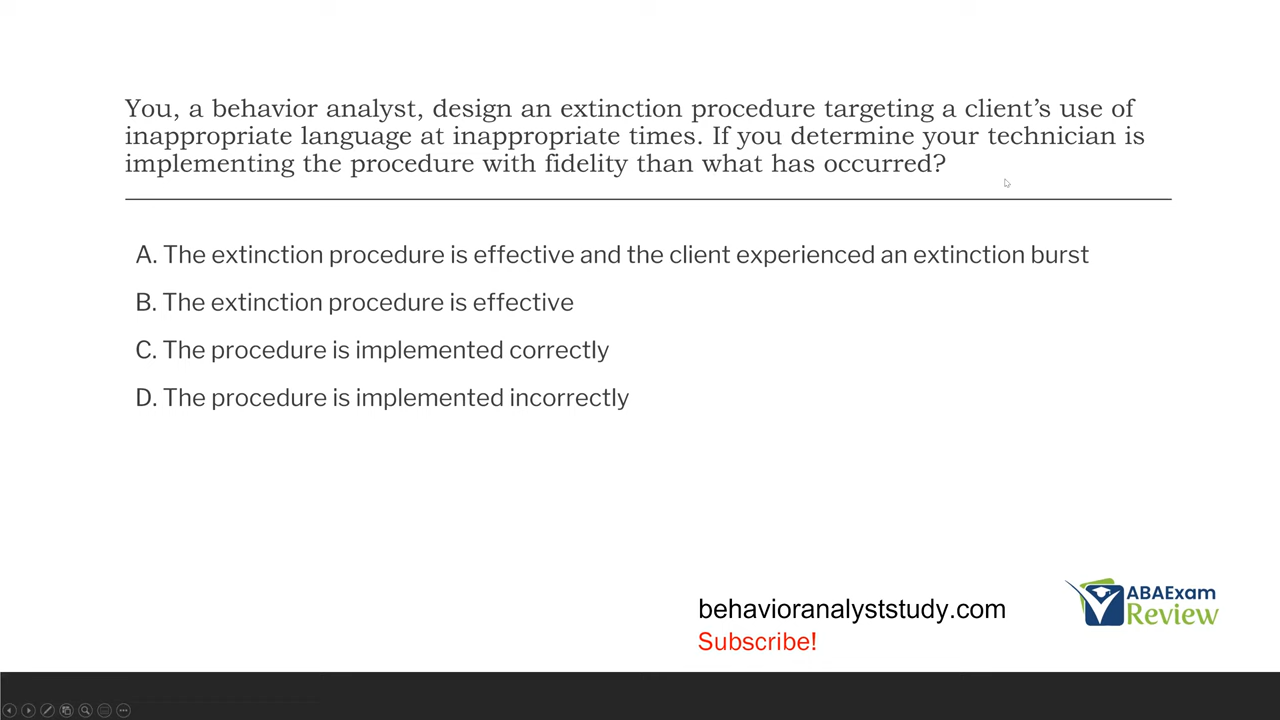 You, a behavior analyst, design an extinction procedure targeting a client’s use of
inappropriate language at inappropriate times. If you determine your technician is
implementing the procedure with fidelity than what has occurred?
A. The extinction procedure is effective and the client experienced an extinction burst
B. The extinction procedure is effective
C. The procedure is implemented correctly
D. The procedure is implemented incorrectly
behavioranalyststudy.com
Subscribe!
ABAExam
Review